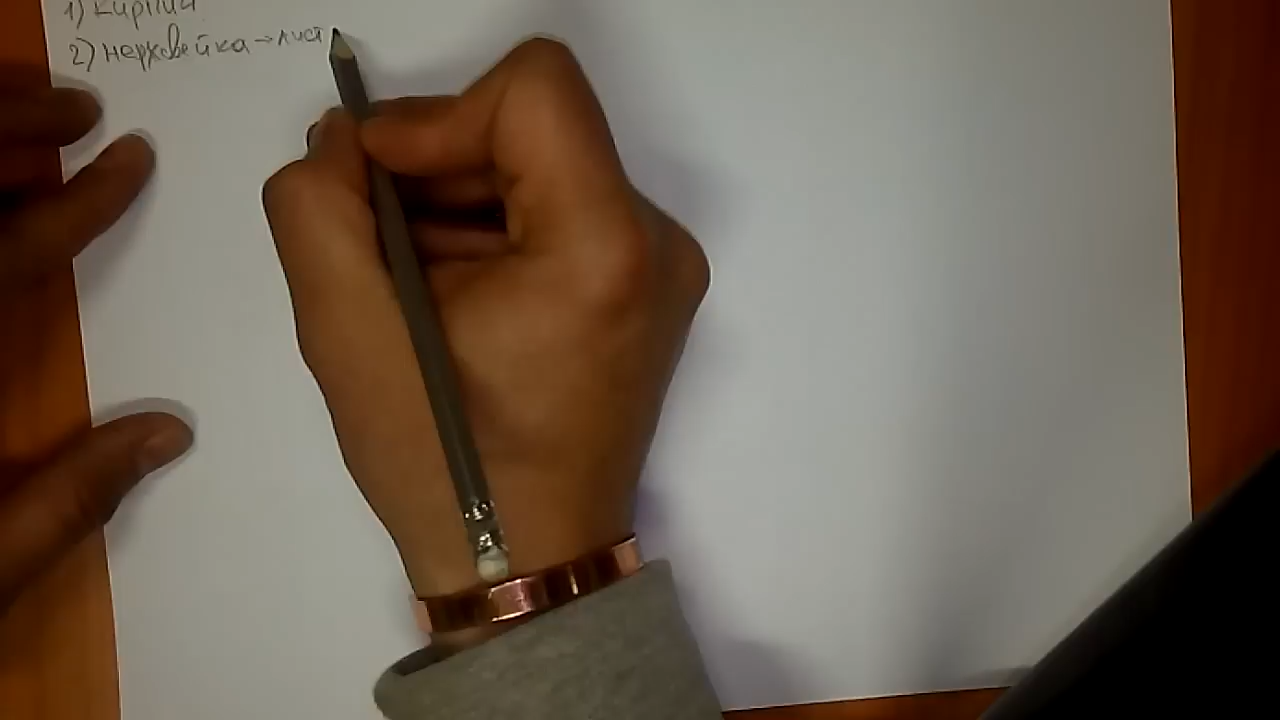 1) кирпич
2) нержавейка → лист